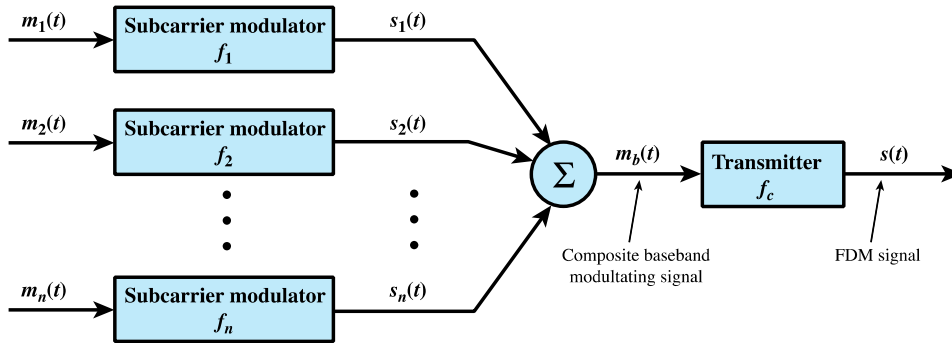 m1(t)
Subcarrier modulator
f1
s1(t)
m2(t)
Subcarrier modulator
f2
s2(t)
Σ
mb(t)
Transmitter
fc
s(t)
Composite baseband
modultating signal
FDM signal
mn(t)
Subcarrier modulator
fn
sn(t)